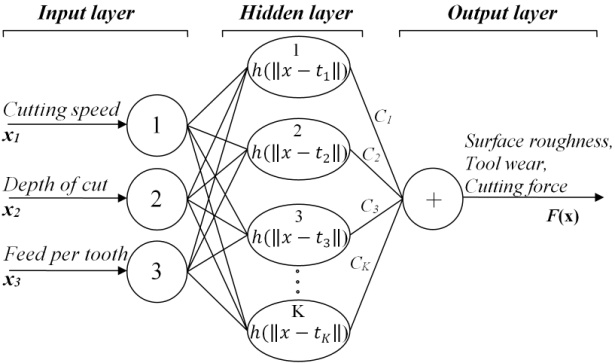 Input layer
Hidden layer
Output layer
Cutting speed
x1
1
Depth of cut
x2
2
Feed per tooth
x3
3
1
h(‖x − t1‖)
2
h(‖x − t2‖)
3
h(‖x − t3‖)
K
h(‖x − tK‖)
C1
C2
C3
CK
+
Surface roughness,
Tool wear,
Cutting force
F(x)